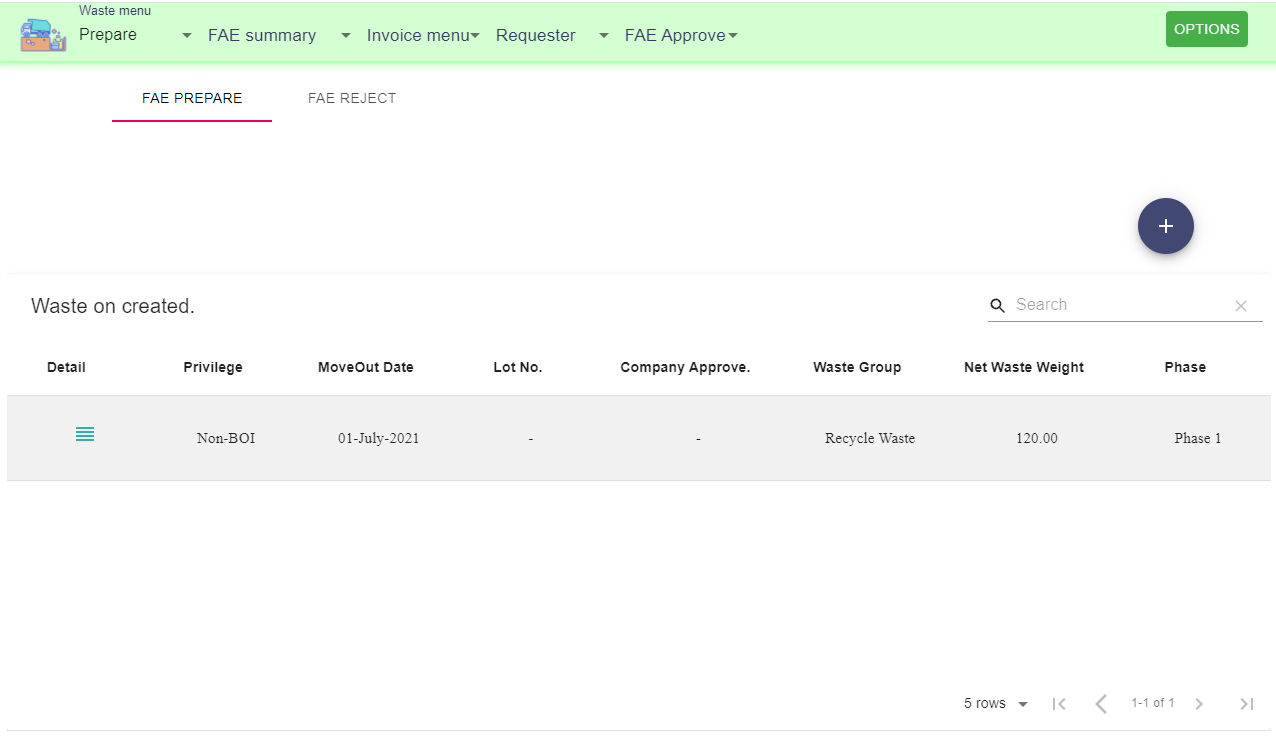 Waste menu
Prepare FAE summary Invoice menu Requester FAE Approve OPTIONS
FAE PREPARE FAE REJECT
+
Waste on created. Search
Detail Privilege MoveOut Date Lot No. Company Approve. Waste Group Net Waste Weight Phase
Non-BOI 01-July-2021 - - Recycle Waste 120.00 Phase 1
5 rows 1-1 of 1